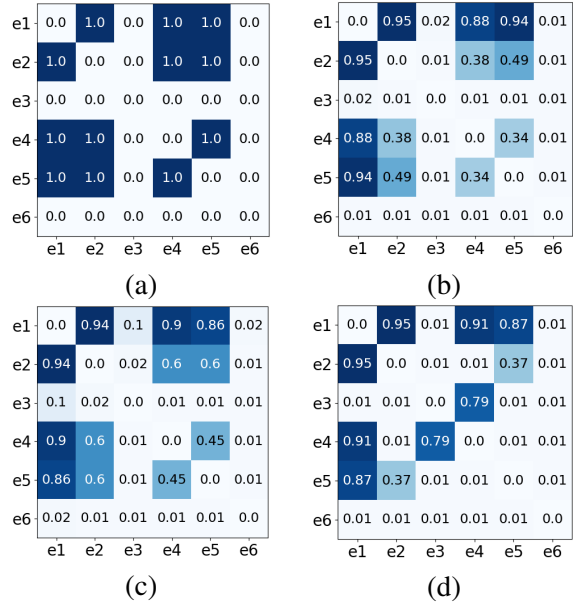 e1 0.0 1.0 0.0 1.0 1.0 0.0
e2 1.0 0.0 0.0 1.0 1.0 0.0
e3 0.0 0.0 0.0 0.0 0.0 0.0
e4 1.0 1.0 0.0 0.0 1.0 0.0
e5 1.0 1.0 0.0 1.0 0.0 0.0
e6 0.0 0.0 0.0 0.0 0.0 0.0
e1 e2 e3 e4 e5 e6
(a)
e1 0.0 0.95 0.02 0.88 0.94 0.01
e2 0.95 0.0 0.01 0.38 0.49 0.01
e3 0.02 0.01 0.0 0.01 0.01 0.01
e4 0.88 0.38 0.01 0.0 0.34 0.01
e5 0.94 0.49 0.01 0.34 0.0 0.01
e6 0.01 0.01 0.01 0.01 0.01 0.0
e1 e2 e3 e4 e5 e6
(b)
e1 0.0 0.94 0.1 0.9 0.86 0.02
e2 0.94 0.0 0.02 0.6 0.6 0.01
e3 0.1 0.02 0.0 0.01 0.01 0.01
e4 0.9 0.6 0.01 0.0 0.45 0.01
e5 0.86 0.6 0.01 0.45 0.0 0.01
e6 0.02 0.01 0.01 0.01 0.01 0.0
e1 e2 e3 e4 e5 e6
(c)
e1 0.0 0.95 0.01 0.91 0.87 0.01
e2 0.95 0.0 0.01 0.01 0.37 0.01
e3 0.01 0.01 0.0 0.79 0.01 0.01
e4 0.91 0.01 0.79 0.0 0.01 0.01
e5 0.87 0.37 0.01 0.01 0.0 0.01
e6 0.01 0.01 0.01 0.01 0.01 0.0
e1 e2 e3 e4 e5 e6
(d)